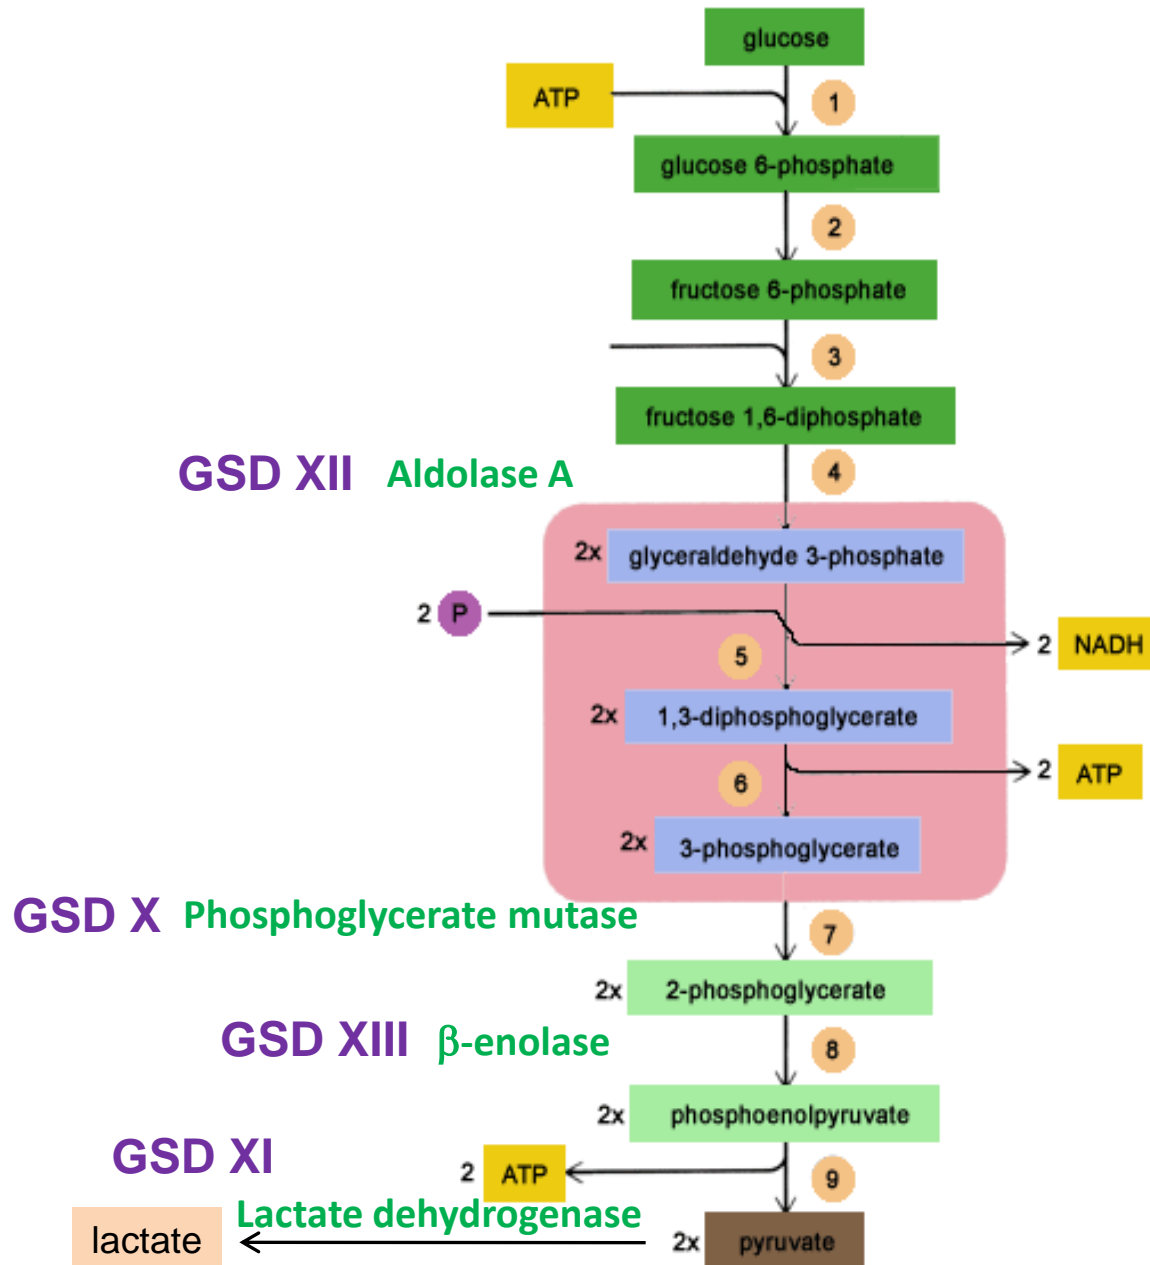 glucose
ATP
1
glucose 6-phosphate
2
fructose 6-phosphate
3
fructose 1,6-diphosphate
GSD XII Aldolase A
4
2x glyceraldehyde 3-phosphate
2 P
2 NADH
5
2x 1,3-diphosphoglycerate
2 ATP
6
2x 3-phosphoglycerate
GSD X Phosphoglycerate mutase
7
2x 2-phosphoglycerate
GSD XIII β-enolase
8
2x phosphoenolpyruvate
GSD XI
2 ATP
9
Lactate dehydrogenase
lactate
2x pyruvate